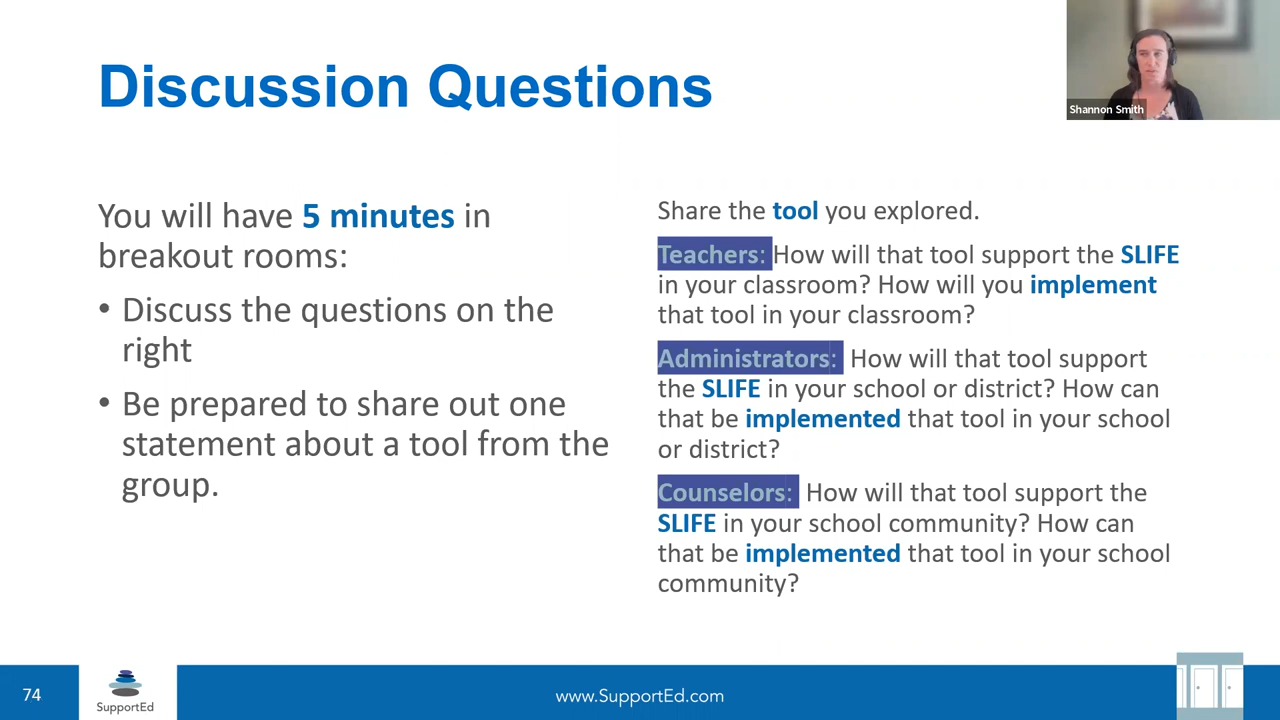 Discussion Questions
Shannon Smith
You will have 5 minutes in
breakout rooms:
• Discuss the questions on the
right
• Be prepared to share out one
statement about a tool from the
group.
Share the tool you explored.
Teachers: How will that tool support the SLIFE
in your classroom? How will you implement
that tool in your classroom?
Administrators: How will that tool support
the SLIFE in your school or district? How can
that be implemented that tool in your school
or district?
Counselors: How will that tool support the
SLIFE in your school community? How can
that be implemented that tool in your school
community?
74
SupportEd
www.SupportEd.com